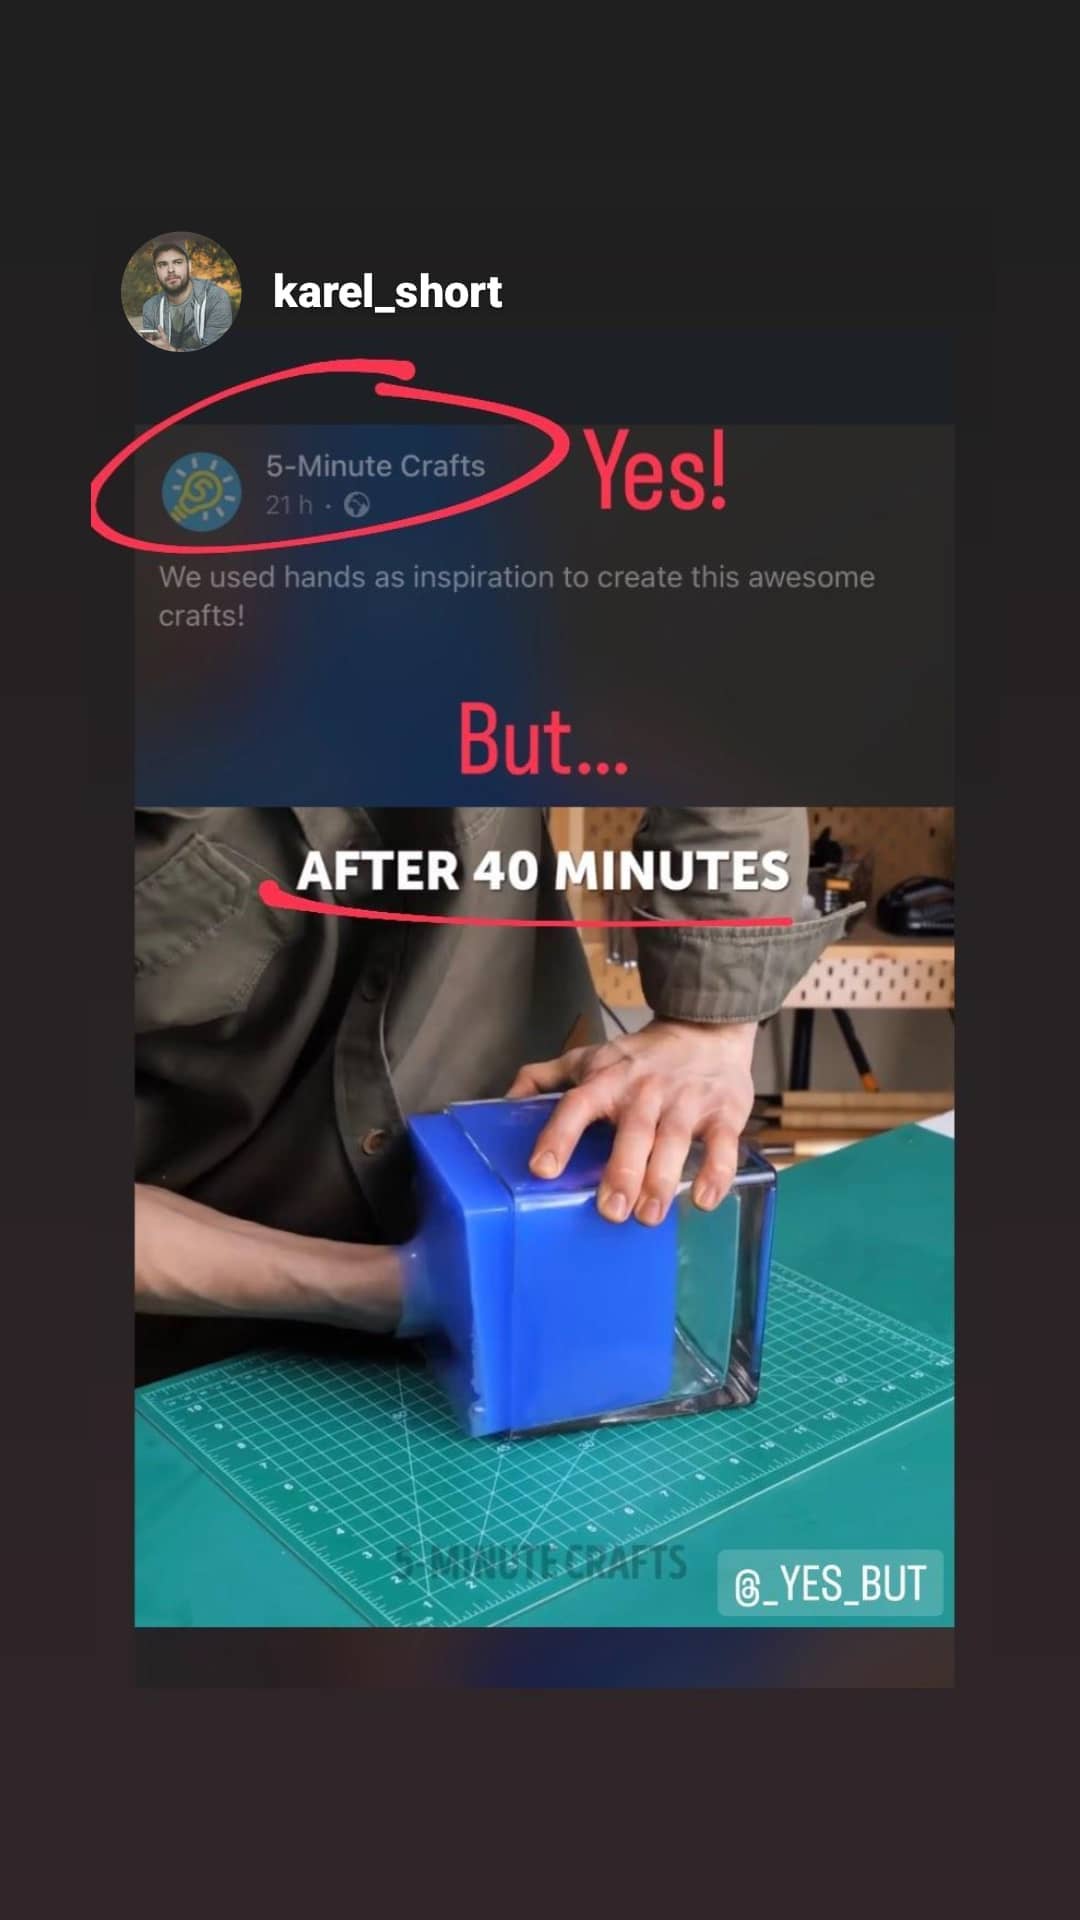 karel_short
5-Minute Crafts
21 h ·
Yes!
We used hands as inspiration to create this awesome
crafts!
But...
AFTER 40 MINUTES
5-MINUTE CRAFTS
@_YES_BUT